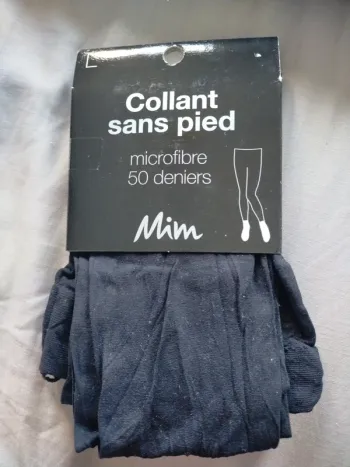 L
Collant
sans pied
microfibre
50 deniers
Mim